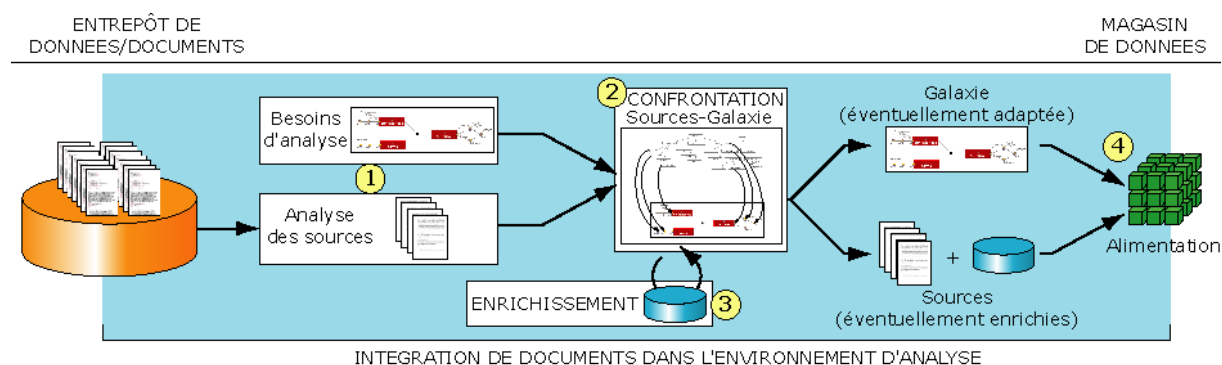 ENTREPÔT DE
DONNEES/DOCUMENTS
MAGASIN
DE DONNEES
Besoins
d'analyse
1
Analyse
des sources
2
CONFRONTATION
Sources-Galaxie
ENRICHISSEMENT
3
Galaxie
(éventuellement adaptée)
+
Sources
(éventuellement enrichies)
4
Alimentation
INTEGRATION DE DOCUMENTS DANS L'ENVIRONNEMENT D'ANALYSE